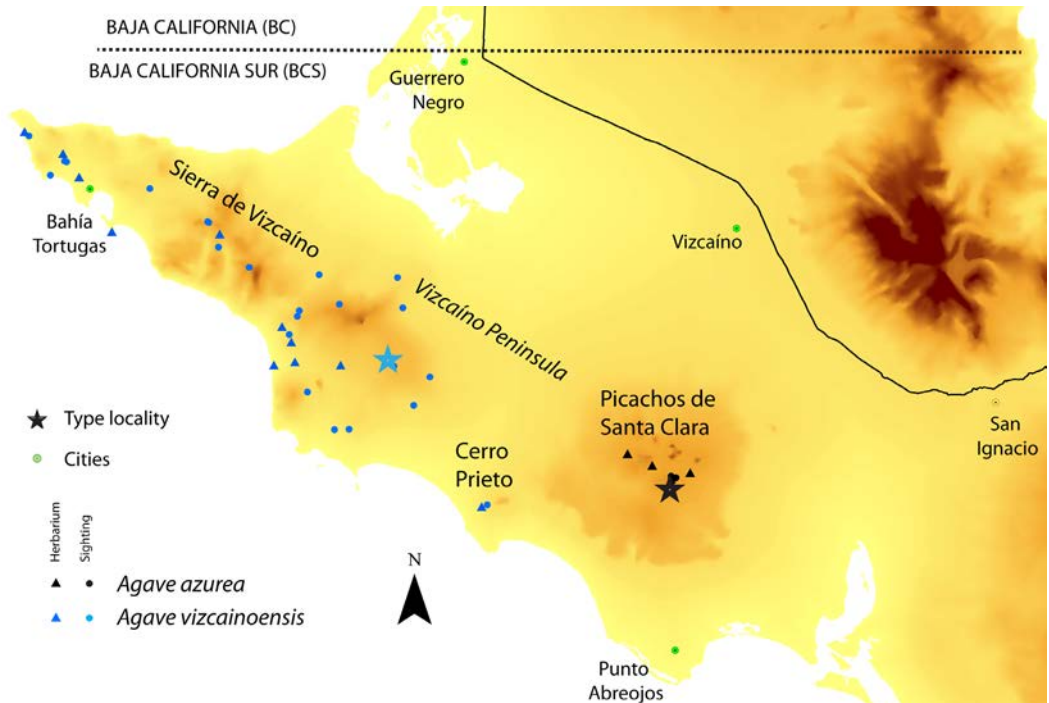 BAJA CALIFORNIA (BC)
BAJA CALIFORNIA SUR (BCS)
Guerrero
Negro
Sierra de Vizcaíno
Bahía
Tortugas
Vizcaíno
Vizcaíno Peninsula
Picachos de
Santa Clara
San
Ignacio
Type locality
Cities
Cerro
Prieto
Herbarium
Sighting
N
Agave azurea
Agave vizcainoensis
Punto
Abreojos